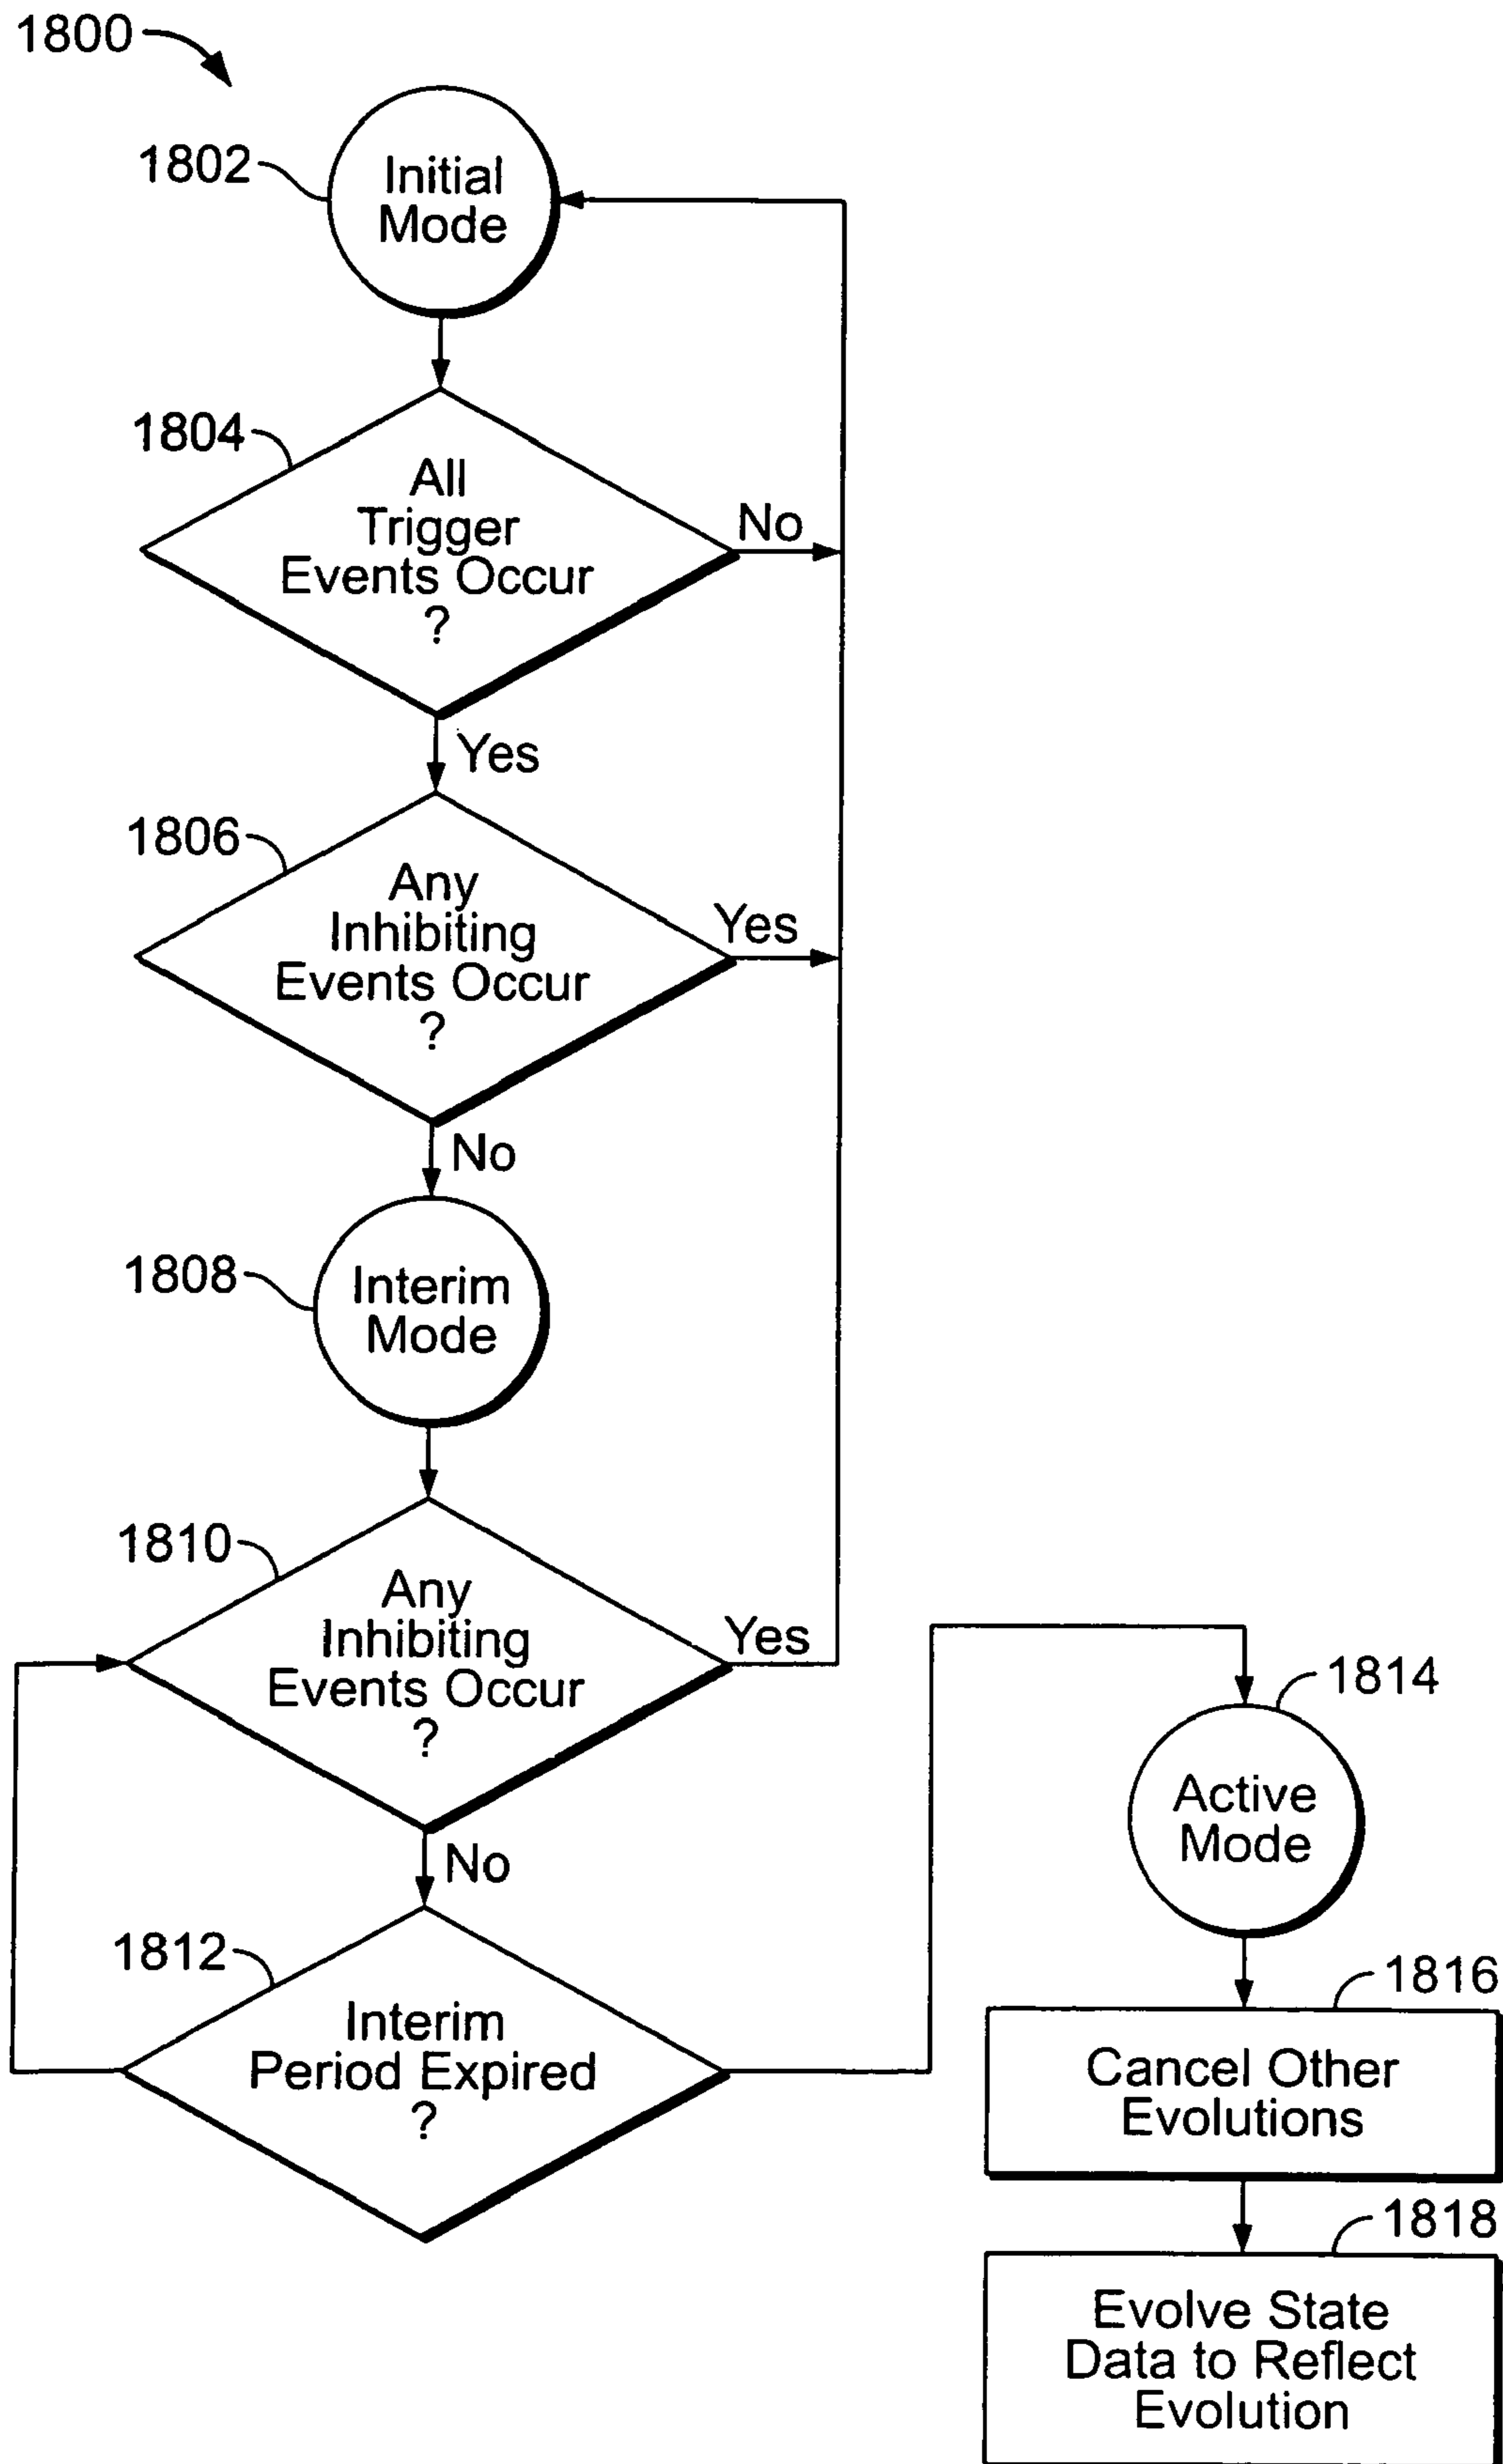 1800
1802
Initial
Mode
1804
All
Trigger
Events Occur
?
No
Yes
1806
Any
Inhibiting
Events Occur
?
Yes
No
1808
Interim
Mode
1810
Any
Inhibiting
Events Occur
?
Yes
No
1812
Interim
Period Expired
?
1814
Active
Mode
1816
Cancel Other
Evolutions
1818
Evolve State
Data to Reflect
Evolution